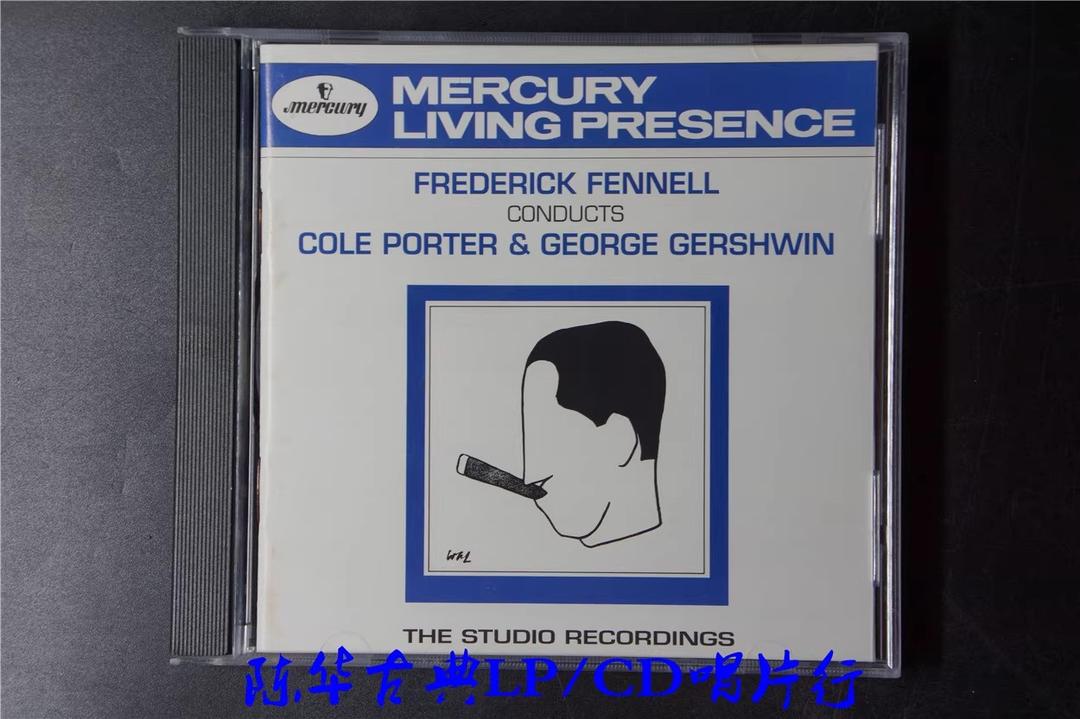 mercury
MERCURY
LIVING PRESENCE
FREDERICK FENNELL
CONDUCTS
COLE PORTER & GEORGE GERSHWIN
WAL
THE STUDIO RECORDINGS
陈华古典LP/CD唱片行